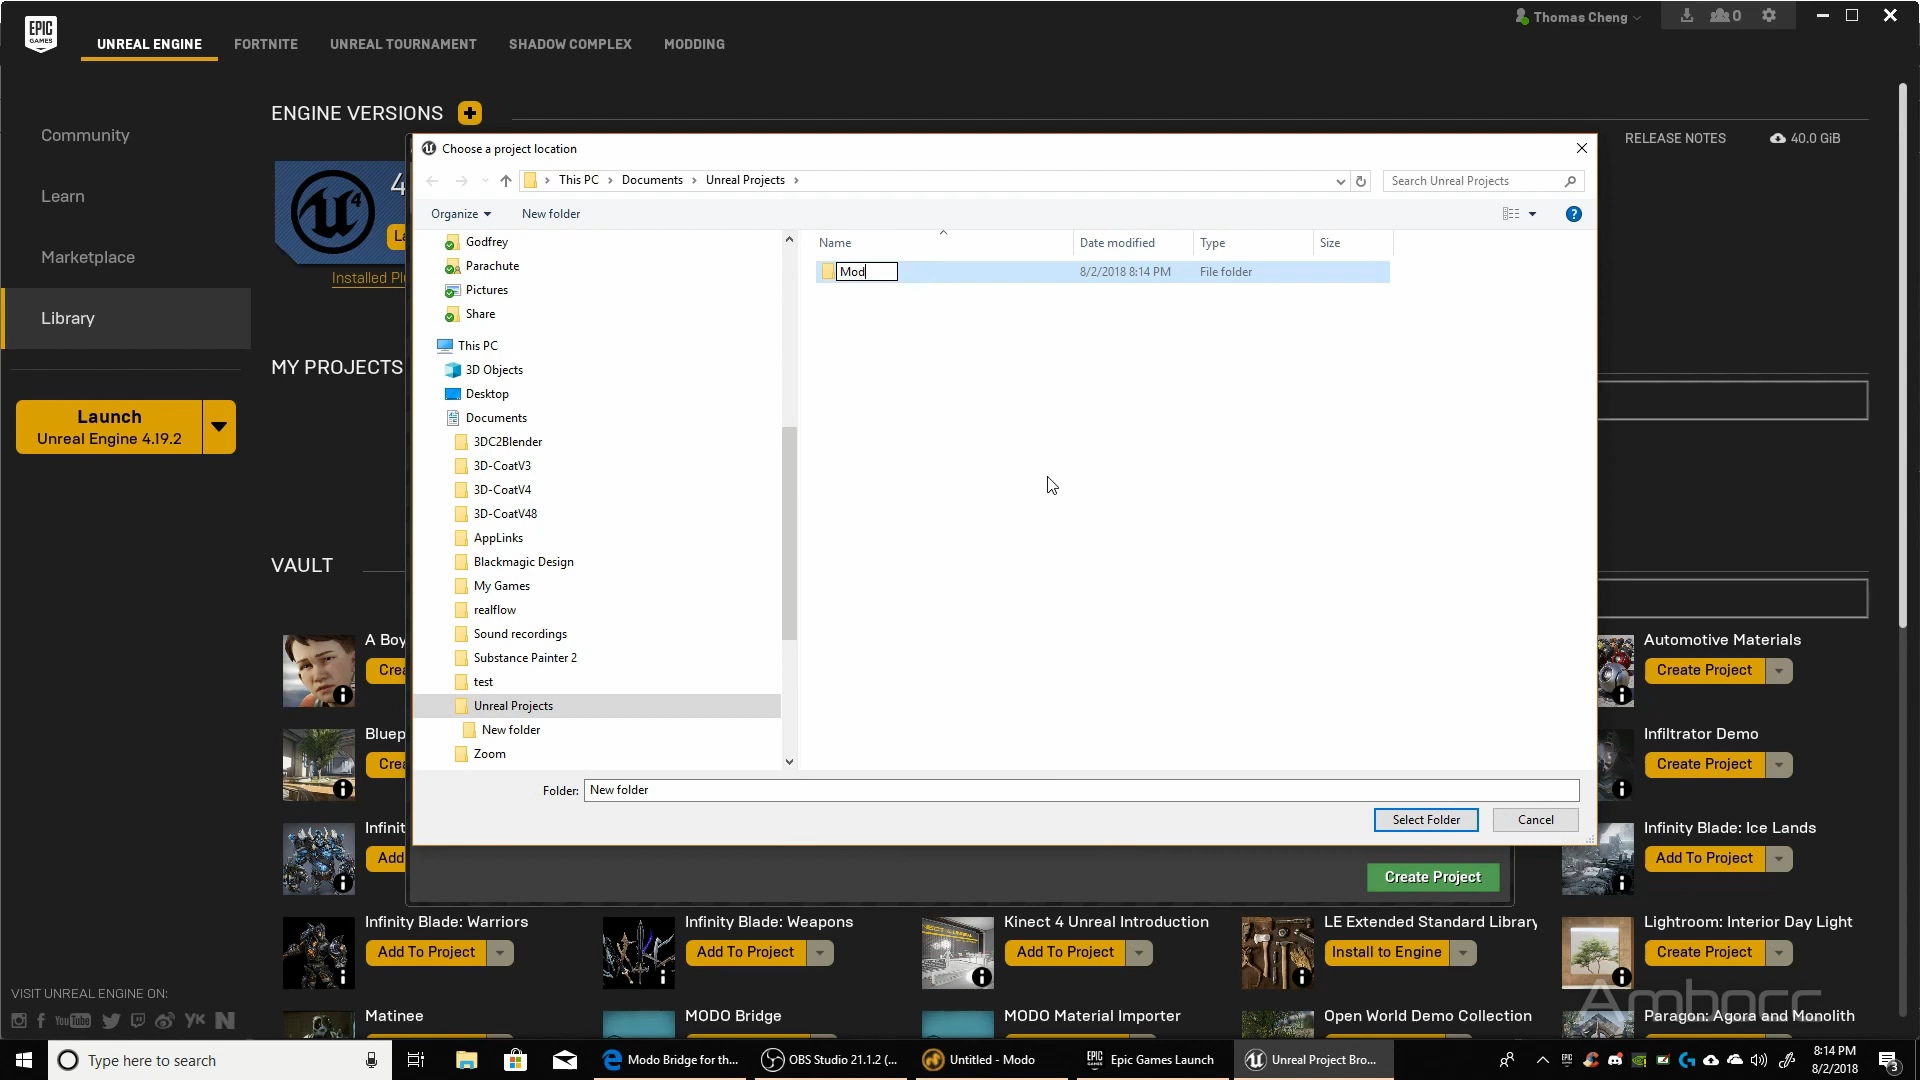 EPIC
GAMES
UNREAL ENGINE
FORTNITE
UNREAL TOURNAMENT
SHADOW COMPLEX
MODDING
Thomas Cheng
0
Community
Learn
Marketplace
Library
Launch
Unreal Engine 4.19.2
ENGINE VERSIONS
RELEASE NOTES
40.0 GiB
4
Installed Plu
MY PROJECTS
VAULT
Choose a project location
This PC > Documents > Unreal Projects >
Search Unreal Projects
Organize
New folder
Name
Date modified
Type
Size
Mod
8/2/2018 8:14 PM
File folder
Godfrey
Parachute
Pictures
Share
This PC
3D Objects
Desktop
Documents
3DC2Blender
3D-CoatV3
3D-CoatV4
3D-CoatV48
AppLinks
Blackmagic Design
My Games
realflow
Sound recordings
Substance Painter 2
test
Unreal Projects
New folder
Zoom
Folder:
New folder
Select Folder
Cancel
Create Project
A Boy
Crea
Automotive Materials
Create Project
Bluep
Crea
Infiltrator Demo
Create Project
Infinit
Add
Infinity Blade: Ice Lands
Add To Project
Infinity Blade: Warriors
Add To Project
Infinity Blade: Weapons
Add To Project
Kinect 4 Unreal Introduction
Add To Project
LE Extended Standard Library
Install to Engine
Lightroom: Interior Day Light
Create Project
Matinee
MODO Bridge
MODO Material Importer
Open World Demo Collection
Paragon: Agora and Monolith
VISIT UNREAL ENGINE ON:
Type here to search
Modo Bridge for th...
OBS Studio 21.1.2 (...
Untitled - Modo
Epic Games Launch
Unreal Project Bro...
8:14 PM
8/2/2018
3